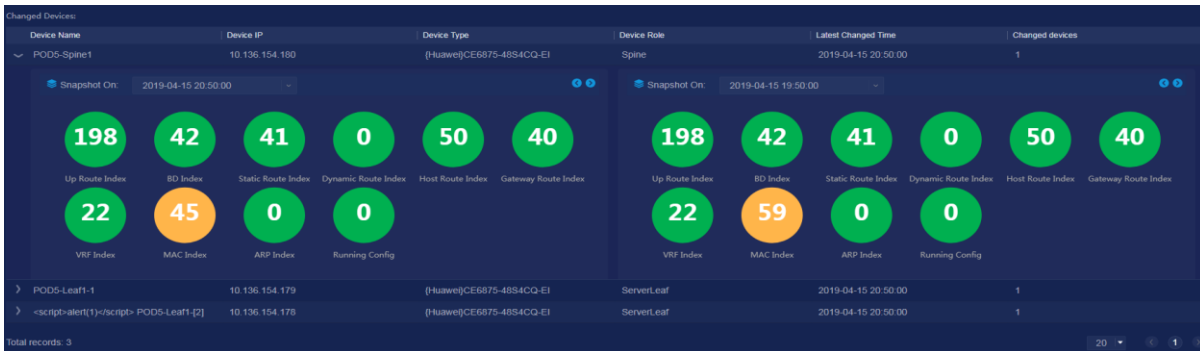 Changed Devices:
Device Name Device IP Device Type Device Role Latest Changed Time Changed devices
POD5-Spine1 10.136.154.180 {Huawei}CE6875-48S4CQ-EI Spine 2019-04-15 20:50:00 1
Snapshot On: 2019-04-15 20:50:00 Snapshot On: 2019-04-15 19:50:00
198 42 41 0 50 40 198 42 41 0 50 40
Up Route Index BD Index Static Route Index Dynamic Route Index Host Route Index Gateway Route Index Up Route Index BD Index Static Route Index Dynamic Route Index Host Route Index Gateway Route Index
22 45 0 0 22 59 0 0
VRF Index MAC Index ARP Index Running Config VRF Index MAC Index ARP Index Running Config
POD5-Leaf1-1 10.136.154.179 {Huawei}CE6875-48S4CQ-EI ServerLeaf 2019-04-15 20:50:00 1
<script>alert(1)</script> POD5-Leaf1-[2] 10.136.154.178 {Huawei}CE6875-48S4CQ-EI ServerLeaf 2019-04-15 20:50:00 1
Total records: 3 20 1